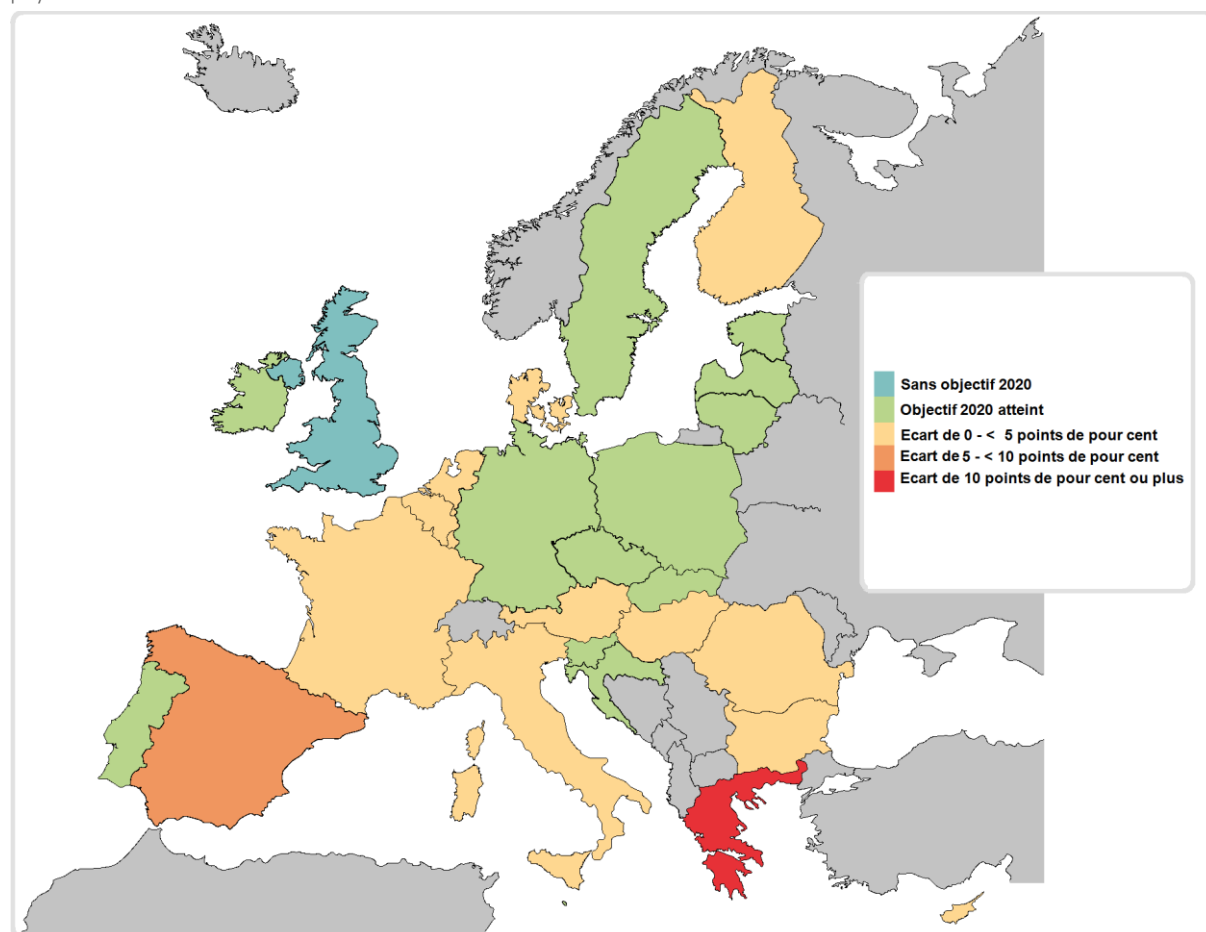 Sans objectif 2020
Objectif 2020 atteint
Ecart de 0 - < 5 points de pour cent
Ecart de 5 - < 10 points de pour cent
Ecart de 10 points de pour cent ou plus